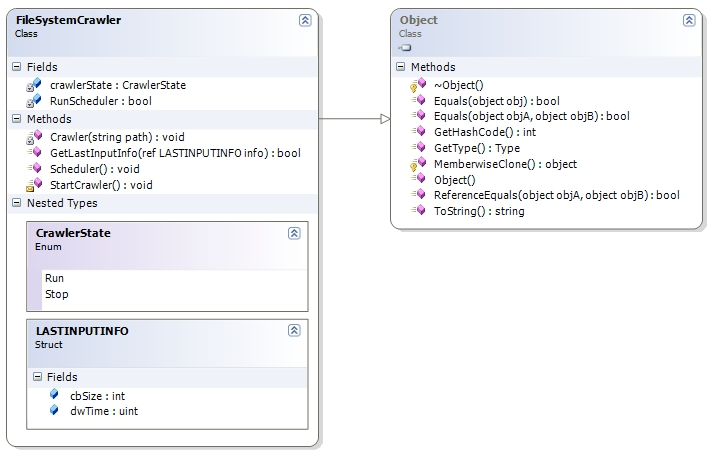 FileSystemCrawler
Class
Fields
crawlerState : CrawlerState
RunScheduler : bool
Methods
Crawler(string path) : void
GetLastInputInfo(ref LASTINPUTINFO info) : bool
Scheduler() : void
StartCrawler() : void
Nested Types
CrawlerState
Enum
Run
Stop
LASTINPUTINFO
Struct
Fields
cbSize : int
dwTime : uint
Object
Class
Methods
~Object()
Equals(object obj) : bool
Equals(object objA, object objB) : bool
GetHashCode() : int
GetType() : Type
MemberwiseClone() : object
Object()
ReferenceEquals(object objA, object objB) : bool
ToString() : string